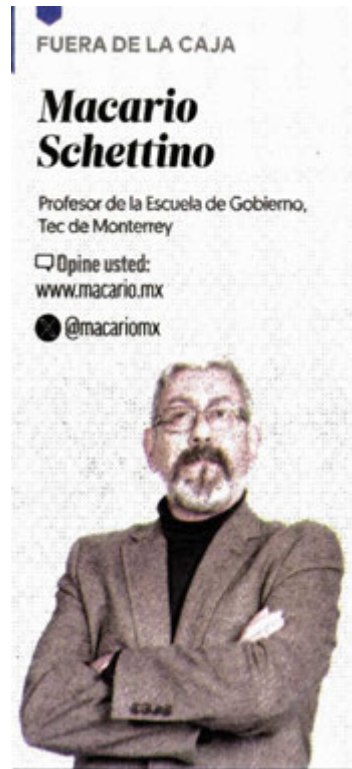 FUERA DE LA CAJA
Macario
Schettino
Profesor de la Escuela de Gobierno,
Tec de Monterrey
Opine usted:
www.macario.mx
@macariomx